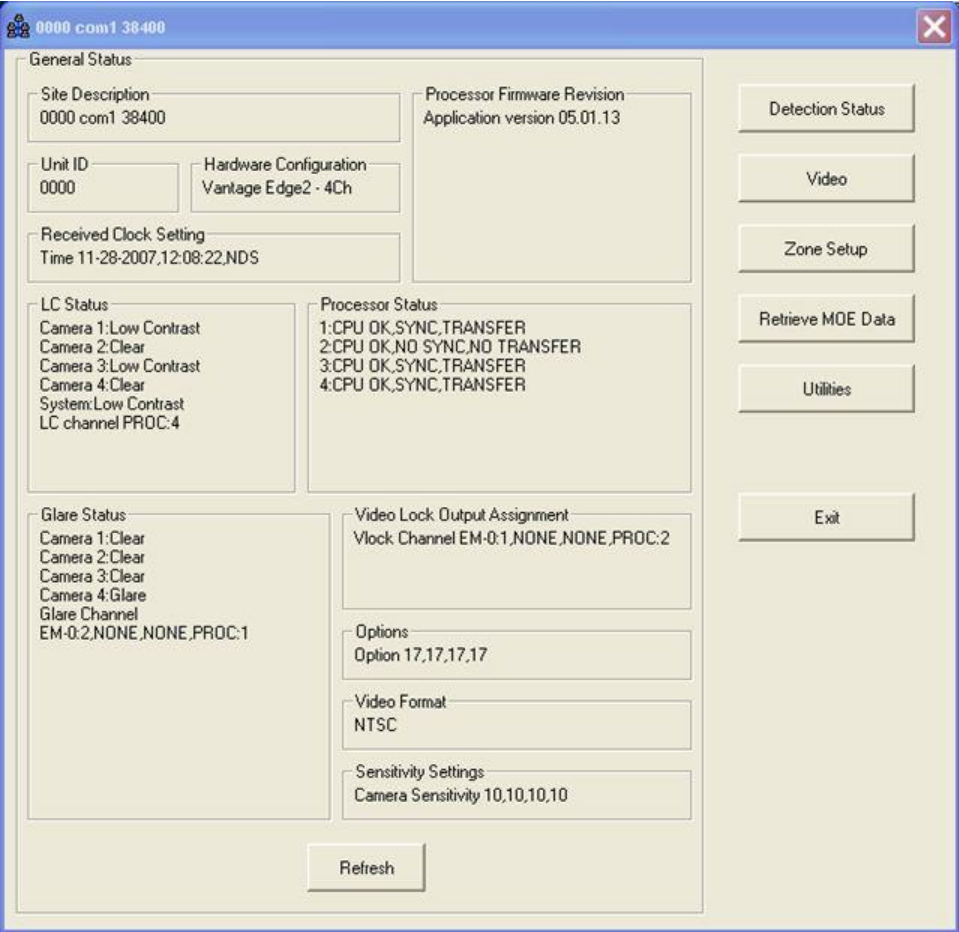 0000 com1 38400
General Status
Site Description
0000 com1 38400
Processor Firmware Revision
Application version 05.01.13
Unit ID
0000
Hardware Configuration
Vantage Edge2 - 4Ch
Received Clock Setting
Time 11-28-2007,12:08:22,NDS
LC Status
Camera 1:Low Contrast
Camera 2:Clear
Camera 3:Low Contrast
Camera 4:Clear
System:Low Contrast
LC channel PROC:4
Processor Status
1:CPU OK,SYNC,TRANSFER
2:CPU OK,NO SYNC,NO TRANSFER
3:CPU OK,SYNC,TRANSFER
4:CPU OK,SYNC,TRANSFER
Glare Status
Camera 1:Clear
Camera 2:Clear
Camera 3:Clear
Camera 4:Glare
Glare Channel
EM-0:2,NONE,NONE,PROC:1
Video Lock Output Assignment
Vlock Channel EM-0:1,NONE,NONE,PROC:2
Options
Option 17,17,17,17
Video Format
NTSC
Sensitivity Settings
Camera Sensitivity 10,10,10,10
Refresh
Detection Status
Video
Zone Setup
Retrieve MOE Data
Utilities
Exit